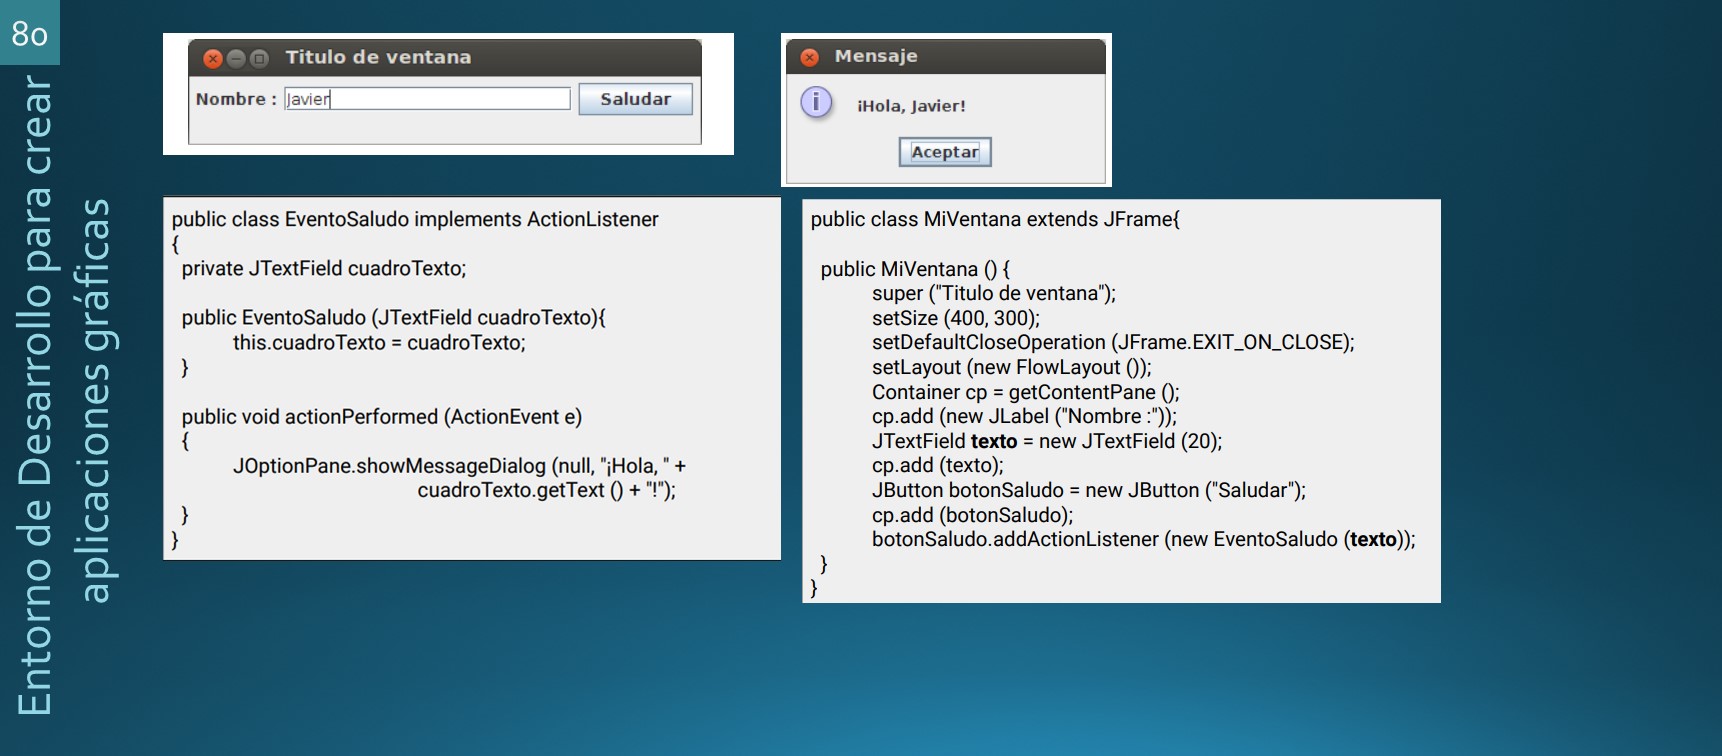 80
Entorno de Desarrollo para crear
aplicaciones gráficas
Titulo de ventana
Nombre : Javier Saludar
Mensaje
i
¡Hola, Javier!
Aceptar
public class EventoSaludo implements ActionListener
{
private JTextField cuadroTexto;
public EventoSaludo (JTextField cuadroTexto){
this.cuadroTexto = cuadroTexto;
}
public void actionPerformed (ActionEvent e)
{
JOptionPane.showMessageDialog (null, "¡Hola, " +
cuadroTexto.getText () + "!");
}
}
public class MiVentana extends JFrame{
public MiVentana () {
super ("Titulo de ventana");
setSize (400, 300);
setDefaultCloseOperation (JFrame.EXIT_ON_CLOSE);
setLayout (new FlowLayout ());
Container cp = getContentPane ();
cp.add (new JLabel ("Nombre :"));
JTextField texto = new JTextField (20);
cp.add (texto);
JButton botonSaludo = new JButton ("Saludar");
cp.add (botonSaludo);
botonSaludo.addActionListener (new EventoSaludo (texto));
}
}